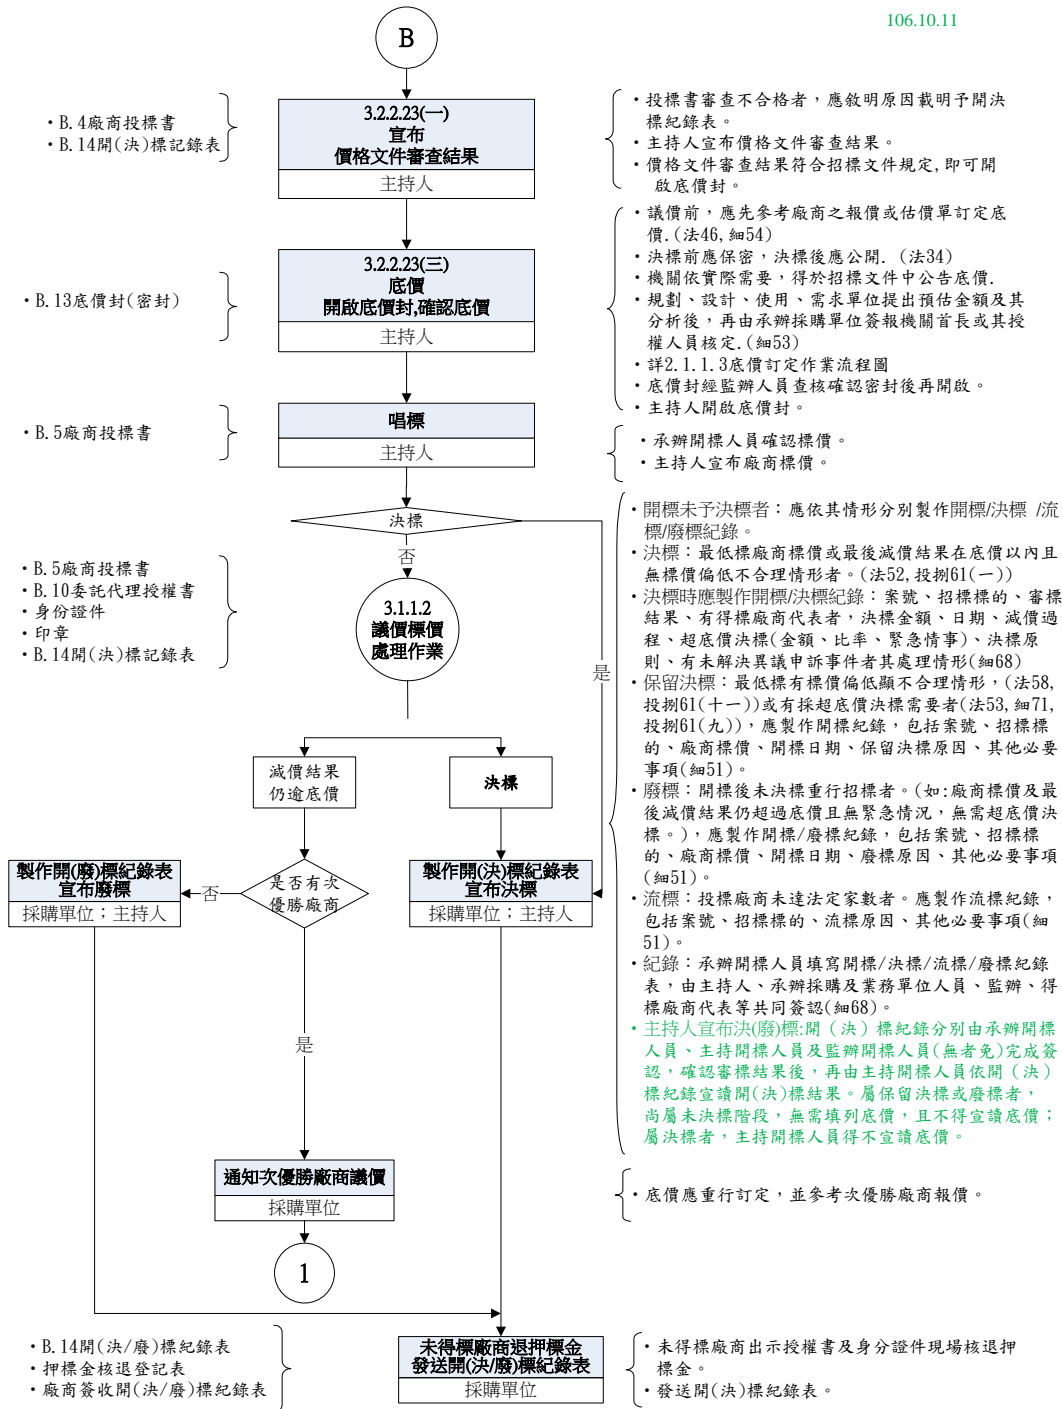 106.10.11
B
・B.4廠商投標書
・B.14開(決)標記錄表
3.2.2.23(一)
宣布
價格文件審查結果
主持人
・投標書審查不合格者，應敘明原因載明予開決
標紀錄表。
・主持人宣布價格文件審查結果。
・價格文件審查結果符合招標文件規定,即可開
啟底價封。
・B.13底價封(密封)
3.2.2.23(三)
底價
開啟底價封,確認底價
主持人
・議價前，應先參考廠商之報價或估價單訂定底
價.(法46,細54)
・決標前應保密，決標後應公開. (法34)
・機關依實際需要，得於招標文件中公告底價.
・規劃、設計、使用、需求單位提出預估金額及其
分析後，再由承辦採購單位簽報機關首長或其授
權人員核定.(細53)
・詳2.1.1.3底價訂定作業流程圖
・底價封經監辦人員查核確認密封後再開啟。
・主持人開啟底價封。
・B.5廠商投標書
唱標
主持人
・承辦開標人員確認標價。
・主持人宣布廠商標價。
決標
否
是
・B.5廠商投標書
・B.10委託代理授權書
・身份證件
・印章
・B.14開(決)標記錄表
3.1.1.2
議價標價
處理作業
・開標未予決標者：應依其情形分別製作開標/決標 /流
標/廢標紀錄。
・決標：最低標廠商標價或最後減價結果在底價以內且
無標價偏低不合理情形者。(法52,投捌61(一))
・決標時應製作開標/決標紀錄：案號、招標標的、審標
結果、有得標廠商代表者，決標金額、日期、減價過
程、超底價決標(金額、比率、緊急情事)、決標原
則、有未解決異議申訴事件者其處理情形(細68)
・保留決標：最低標有標價偏低顯不合理情形，(法58,
投捌61(十一))或有採超底價決標需要者(法53,細71,
投捌61(九))，應製作開標紀錄，包括案號、招標標
的、廠商標價、開標日期、保留決標原因、其他必要
事項(細51)。
・廢標：開標後未決標重行招標者。(如:廠商標價及最
後減價結果仍超過底價且無緊急情況，無需超底價決
標。)，應製作開標/廢標紀錄，包括案號、招標標
的、廠商標價、開標日期、廢標原因、其他必要事項
(細51)。
・流標：投標廠商未達法定家數者。應製作流標紀錄，
包括案號、招標標的、流標原因、其他必要事項(細
51)。
・紀錄：承辦開標人員填寫開標/決標/流標/廢標紀錄
表，由主持人、承辦採購及業務單位人員、監辦、得
標廠商代表等共同簽認(細68)。
・主持人宣布決(廢)標:開（決）標紀錄分別由承辦開標
人員、主持開標人員及監辦開標人員(無者免)完成簽
認，確認審標結果後，再由主持開標人員依開（決）
標紀錄宣讀開(決)標結果。屬保留決標或廢標者，
尚屬未決標階段，無需填列底價，且不得宣讀底價；
屬決標者，主持開標人員得不宣讀底價。
減價結果
仍逾底價
決標
製作開(廢)標紀錄表
宣布廢標
採購單位；主持人
否
是否有次
優勝廠商
製作開(決)標紀錄表
宣布決標
採購單位；主持人
是
通知次優勝廠商議價
採購單位
・底價應重行訂定，並參考次優勝廠商報價。
1
・B.14開(決/廢)標紀錄表
・押標金核退登記表
・廠商簽收開(決/廢)標紀錄表
未得標廠商退押標金
發送開(決/廢)標紀錄表
採購單位
・未得標廠商出示授權書及身分證件現場核退押
標金。
・發送開(決)標紀錄表。